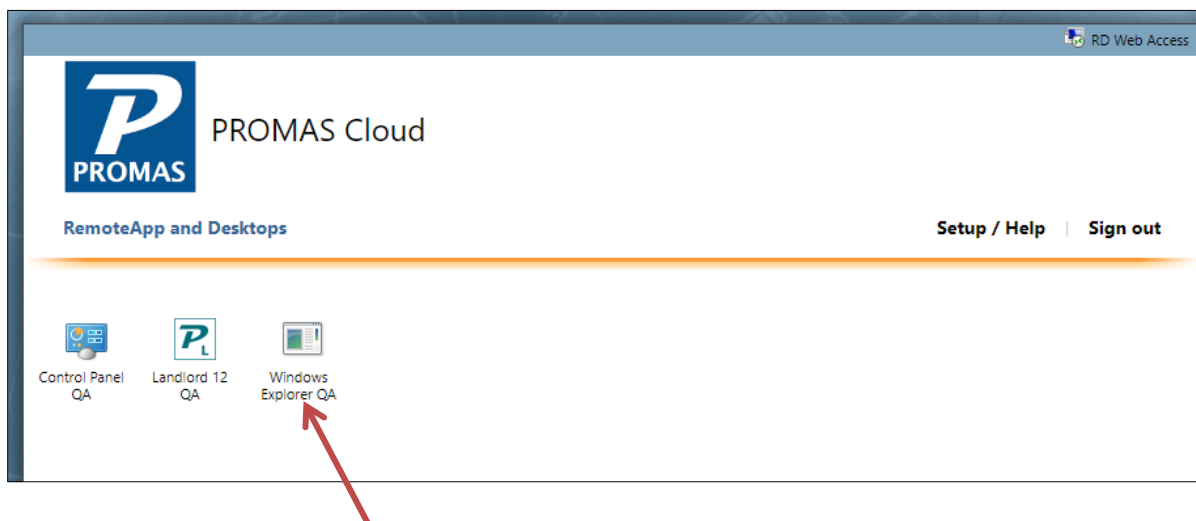 RD Web Access
P
PROMAS
PROMAS Cloud
RemoteApp and Desktops
Setup / Help | Sign out
P L
Control Panel
QA
Landlord 12
QA
Windows
Explorer QA